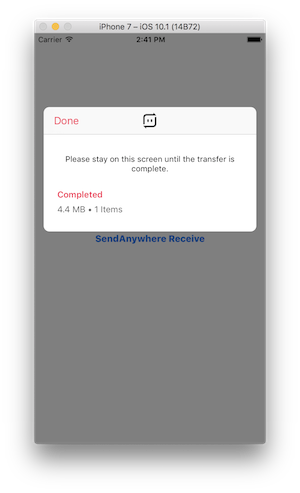 iPhone 7 – iOS 10.1 (14B72)
Carrier 2:41 PM
Done
Please stay on this screen until the transfer is
complete.
Completed
4.4 MB • 1 Items
SendAnywhere Receive